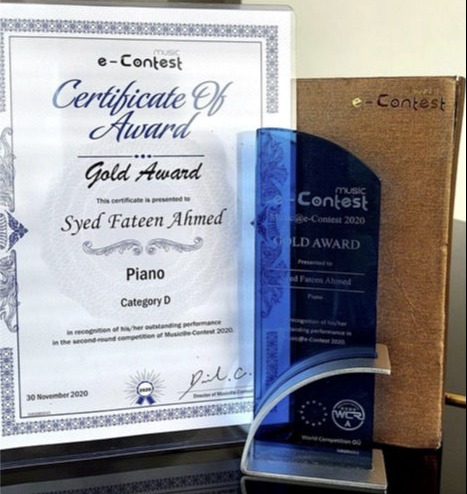 music
e-Contest
Certificate Of
Award
Gold Award
This certificate is presented to
Syed Fateen Ahmed
Piano
Category D
in recognition of his/her outstanding performance
in the second-round competition of Music@e-Contest 2020.
30 November 2020
2020
Director of Music@e-Contest
e-Contest
music
e-Contest
Music@e-Contest 2020
GOLD AWARD
Presented to
Fateen Ahmed
Piano
recognition of his/her
outstanding performance in
Music@e-Contest 2020.
WCR
A
World Competition OÜ